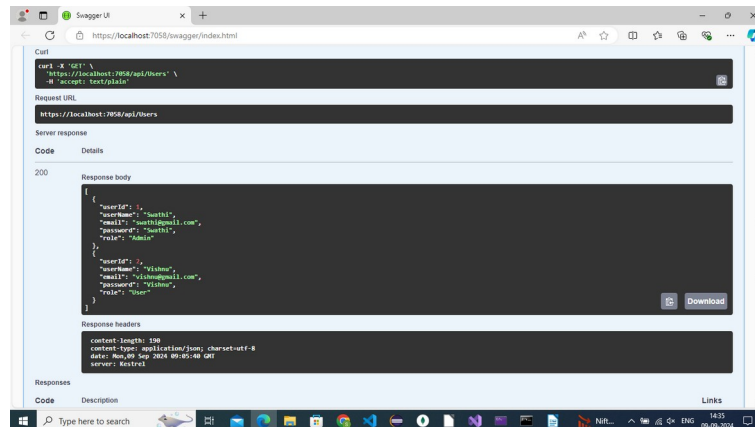 Swagger UI
https://localhost:7058/swagger/index.html
Curl
curl -X 'GET' \
'https://localhost:7058/api/Users' \
-H 'accept: text/plain'
Request URL
https://localhost:7058/api/Users
Server response
Code Details
200
Response body
[
{
"userId": 1,
"userName": "Swathi",
"email": "swathi@gmail.com",
"password": "Swathi",
"role": "Admin"
},
{
"userId": 2,
"userName": "Vishnu",
"email": "vishnu@gmail.com",
"password": "Vishnu",
"role": "User"
}
]
Download
Response headers
content-length: 190
content-type: application/json; charset=utf-8
date: Mon,09 Sep 2024 09:05:40 GMT
server: Kestrel
Responses
Code Description Links
Type here to search
Nift... ENG 14:35
09-09-2024